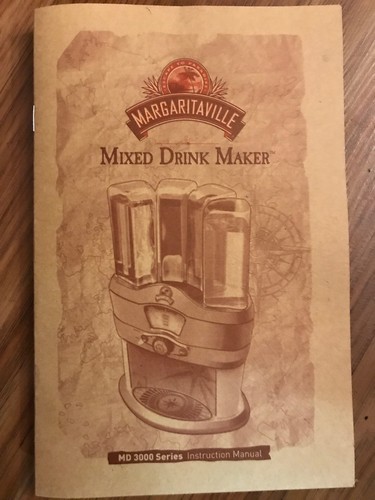 MARGARITAVILLE
MIXED DRINK MAKER™
MD 3000 Series Instruction Manual